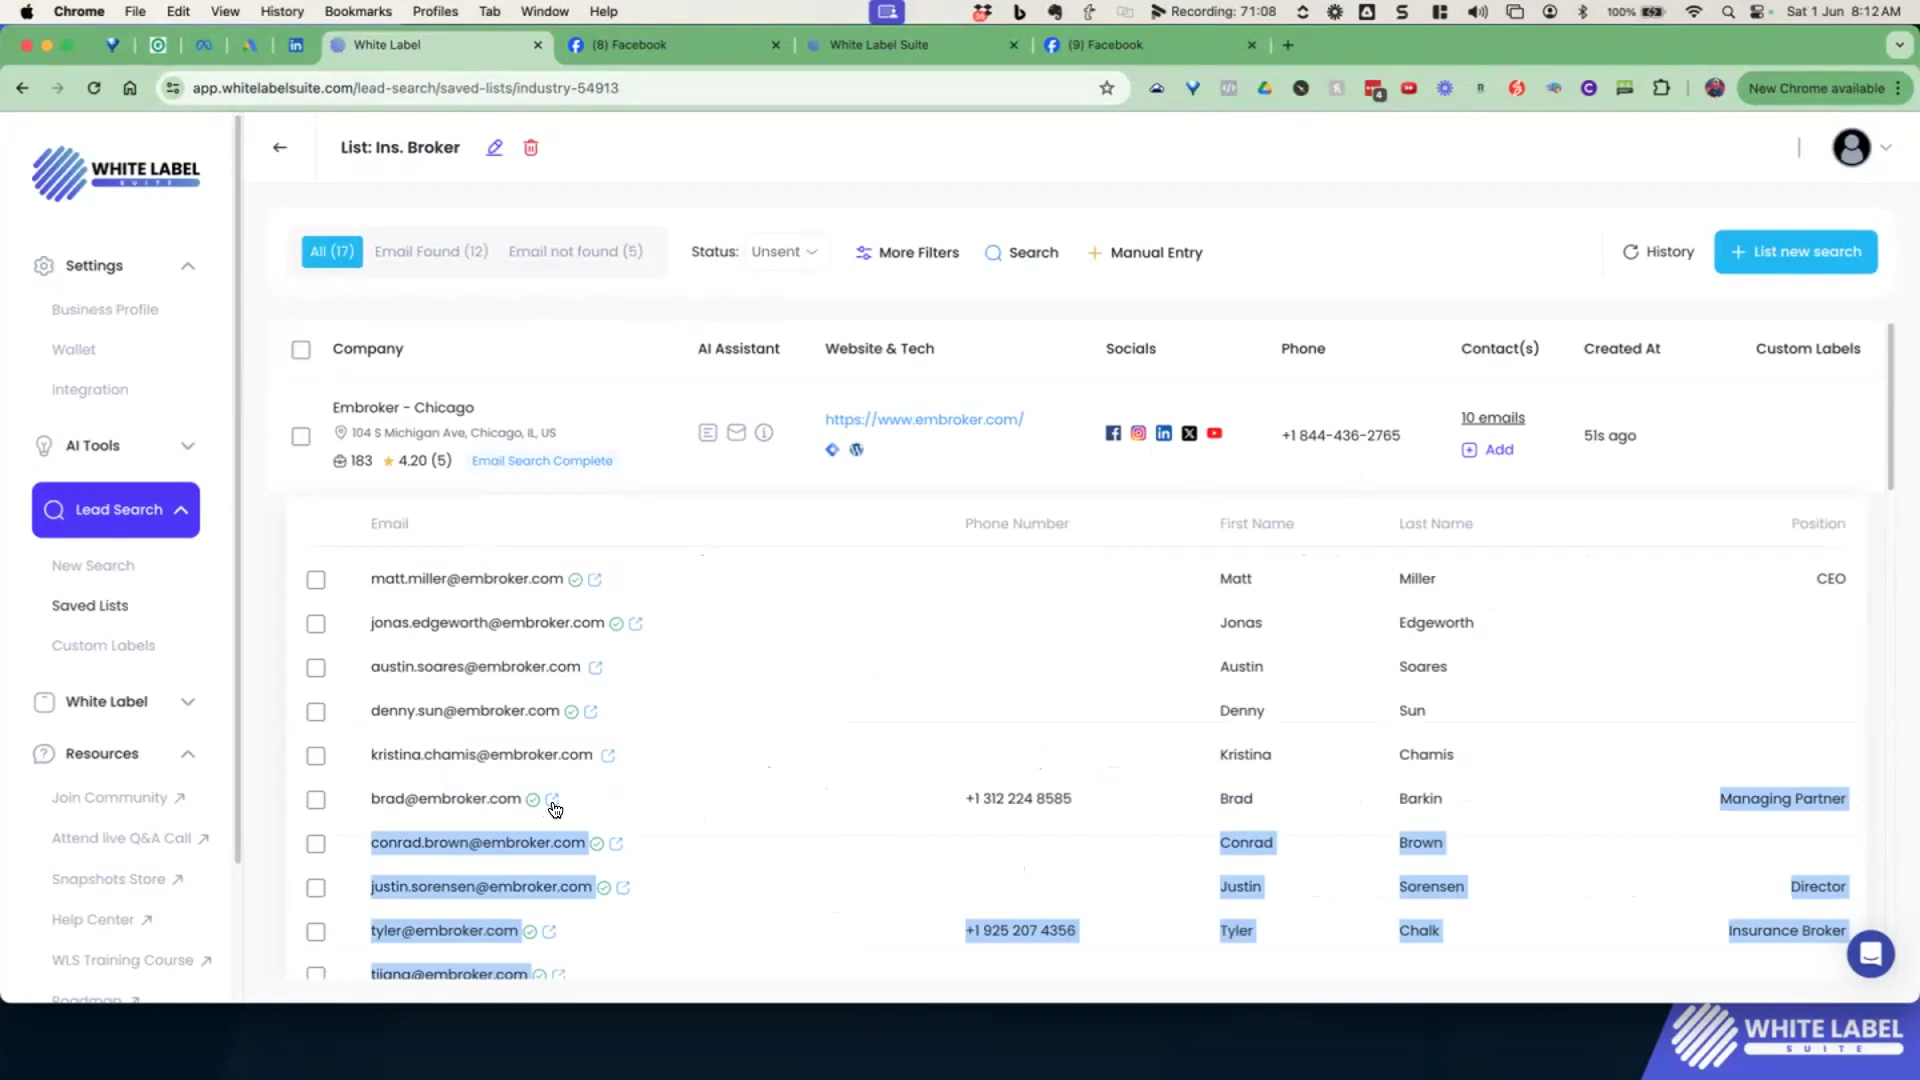 Chrome File Edit View History Bookmarks Profiles Tab Window Help Recording: 71:08 100% Sat 1 Jun 8:12 AM
White Label (8) Facebook White Label Suite (9) Facebook
app.whitelabelsuite.com/lead-search/saved-lists/industry-54913 4 New Chrome available
WHITE LABEL
SUITE
List: Ins. Broker
All (17) Email Found (12) Email not found (5) Status: Unsent More Filters Search Manual Entry History + List new search
Settings
Business Profile
Wallet
Integration
AI Tools
Lead Search
New Search
Saved Lists
Custom Labels
White Label
Resources
Join Community
Attend live Q&A Call
Snapshots Store
Help Center
WLS Training Course
Roadmap
Company AI Assistant Website & Tech Socials Phone Contact(s) Created At Custom Labels
Embroker - Chicago
104 S Michigan Ave, Chicago, IL, US
183 4.20 (5) Email Search Complete
https://www.embroker.com/
+1 844-436-2765
10 emails
Add
51s ago
Email Phone Number First Name Last Name Position
matt.miller@embroker.com Matt Miller CEO
jonas.edgeworth@embroker.com Jonas Edgeworth
austin.soares@embroker.com Austin Soares
denny.sun@embroker.com Denny Sun
kristina.chamis@embroker.com Kristina Chamis
brad@embroker.com +1 312 224 8585 Brad Barkin Managing Partner
conrad.brown@embroker.com Conrad Brown
justin.sorensen@embroker.com Justin Sorensen Director
tyler@embroker.com +1 925 207 4356 Tyler Chalk Insurance Broker
WHITE LABEL
SUITE